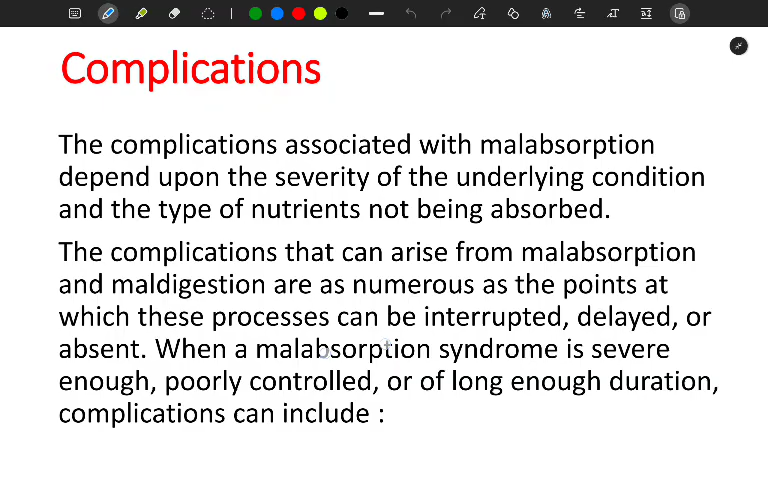 Complications
The complications associated with malabsorption
depend upon the severity of the underlying condition
and the type of nutrients not being absorbed.
The complications that can arise from malabsorption
and maldigestion are as numerous as the points at
which these processes can be interrupted, delayed, or
absent. When a malabsorption syndrome is severe
enough, poorly controlled, or of long enough duration,
complications can include :